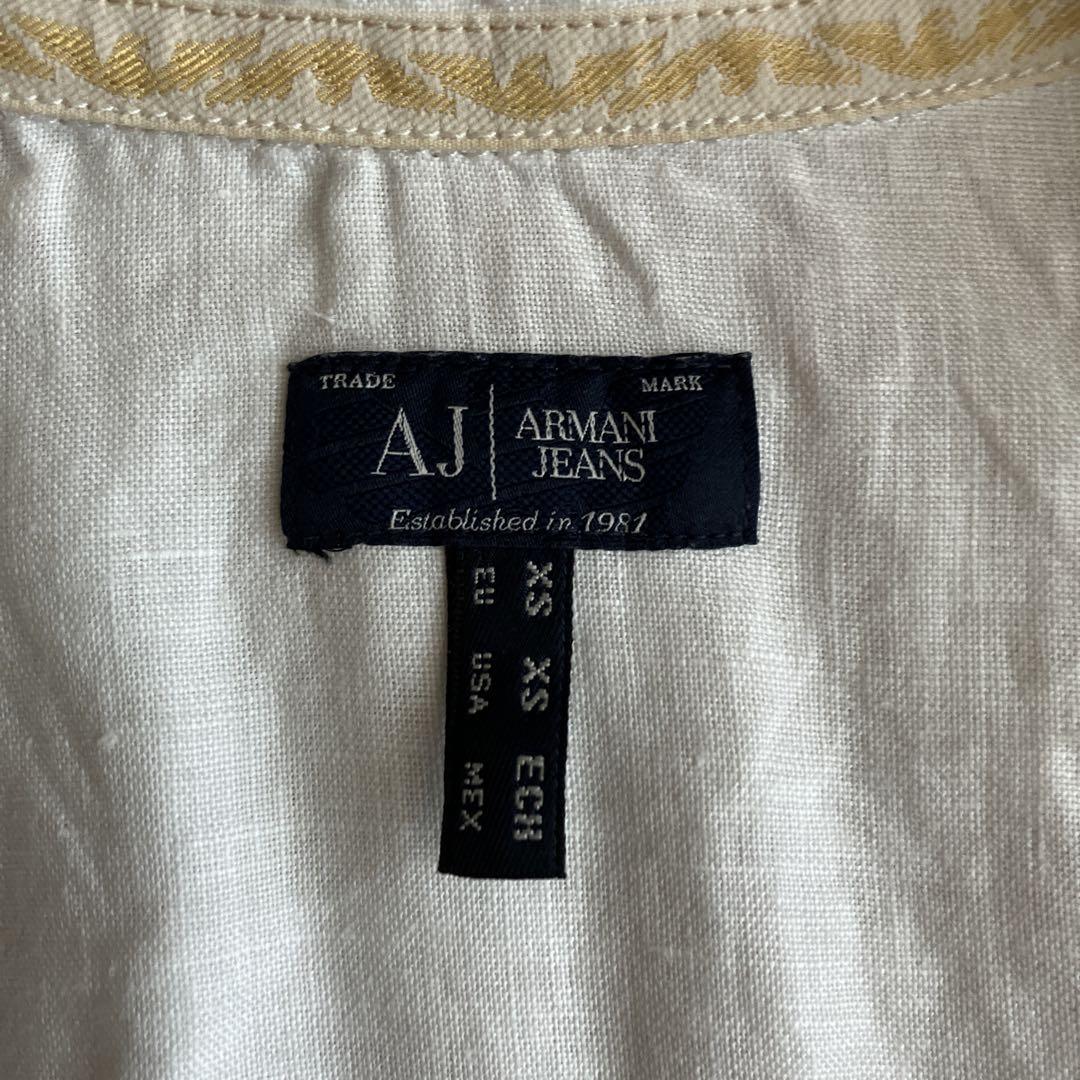 TRADE MARK
AJ ARMANI JEANS
Established in 1981
XS XS ECH
EU USA MEX